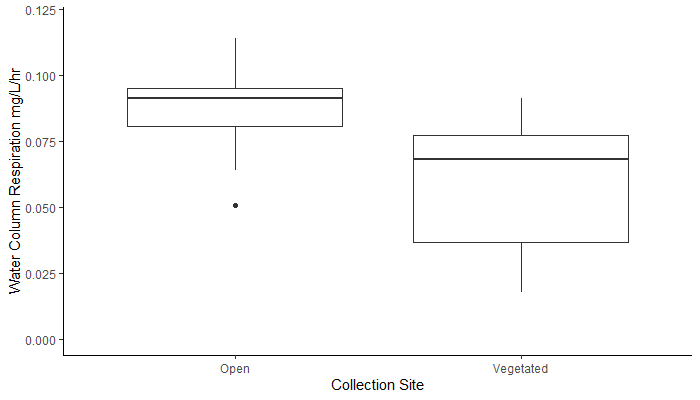 Water Column Respiration mg/L/hr
0.125
0.100
0.075
0.050
0.025
0.000
Open Vegetated
Collection Site